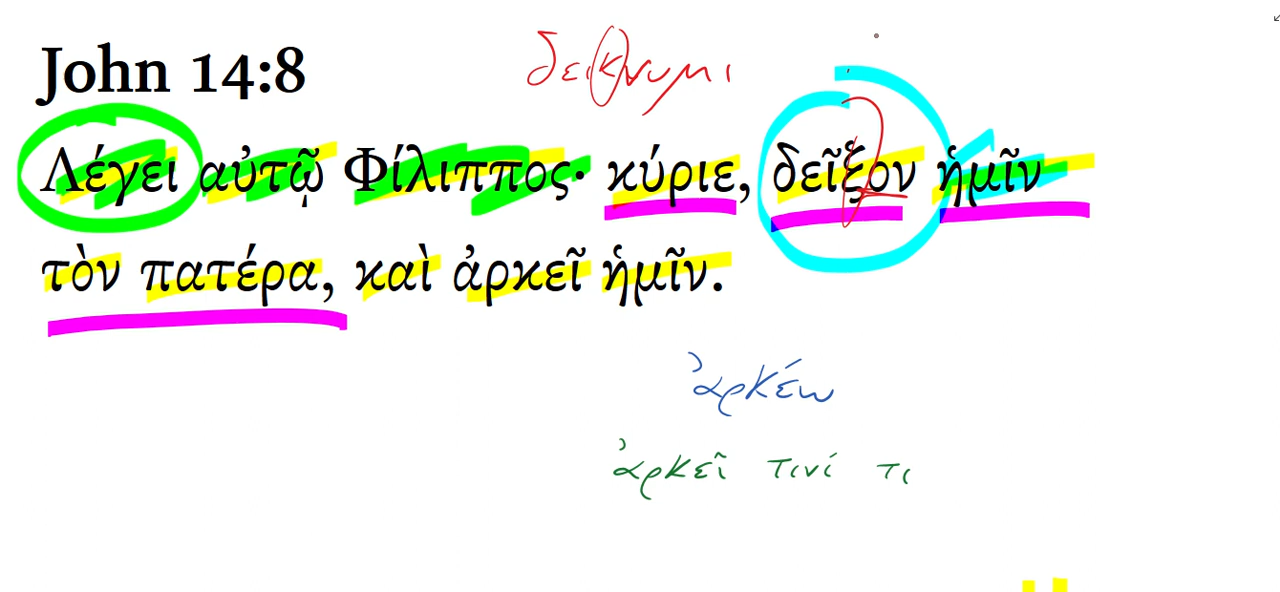 δεικνυμι
John 14:8
Λέγει αὐτῷ Φίλιππος· κύριε, δεῖξον ἡμῖν
τὸν πατέρα, καὶ ἀρκεῖ ἡμῖν.
ἀρκέω
ἀρκεῖ τινί τι